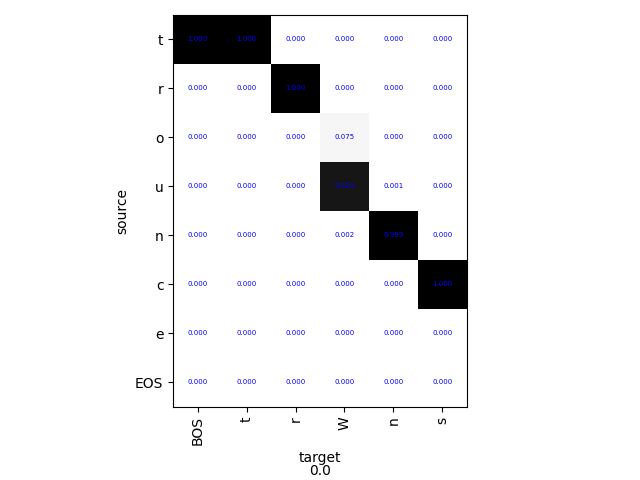 t 1.000 1.000 0.000 0.000 0.000 0.000
r 0.000 0.000 1.000 0.000 0.000 0.000
o 0.000 0.000 0.000 0.075 0.000 0.000
u 0.000 0.000 0.000 0.001 0.000
n 0.000 0.000 0.000 0.002 0.999 0.000
c 0.000 0.000 0.000 0.000 0.000 1.000
e 0.000 0.000 0.000 0.000 0.000 0.000
EOS 0.000 0.000 0.000 0.000 0.000 0.000
source
BOS t r W n s
target
0.0